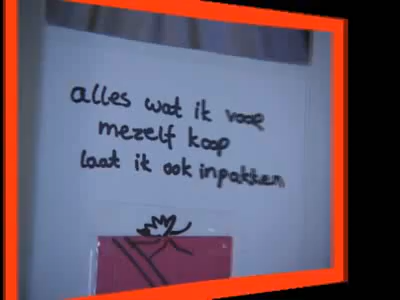 alles wat ik voor
mezelf koop
laat ik ook inpakken